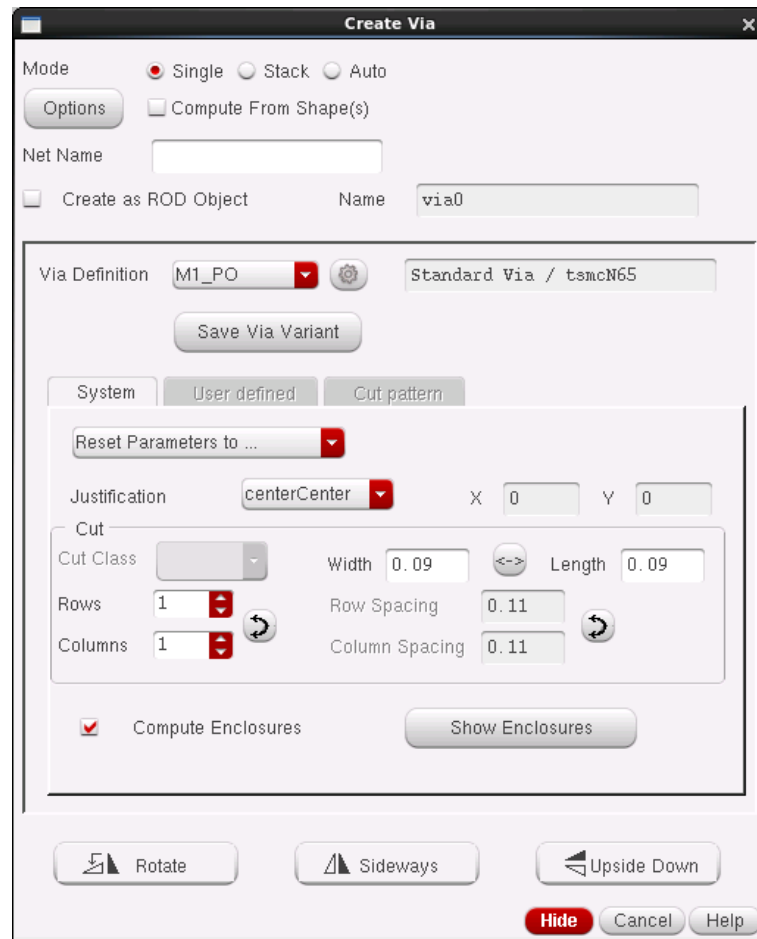 Create Via
Mode Single Stack Auto
Options Compute From Shape(s)
Net Name
Create as ROD Object Name via0
Via Definition M1_PO Standard Via / tsmcN65
Save Via Variant
System User defined Cut pattern
Reset Parameters to ...
Justification centerCenter X 0 Y 0
Cut
Cut Class Width 0.09 <-> Length 0.09
Rows 1 Row Spacing 0.11
Columns 1 Column Spacing 0.11
Compute Enclosures Show Enclosures
Rotate Sideways Upside Down
Hide Cancel Help